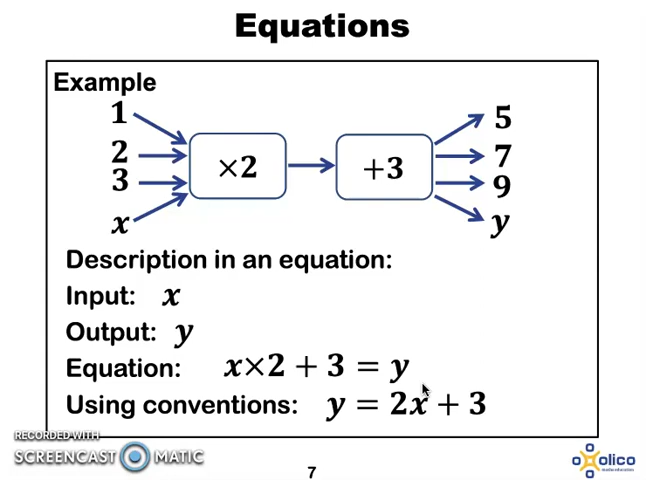 Equations
Example
1
2
3
x
×2
+3
5
7
9
y
Description in an equation:
Input: x
Output: y
Equation: x×2 + 3 = y
Using conventions: y = 2x + 3
RECORDED WITH
SCREENCAST MATIC
7
olico